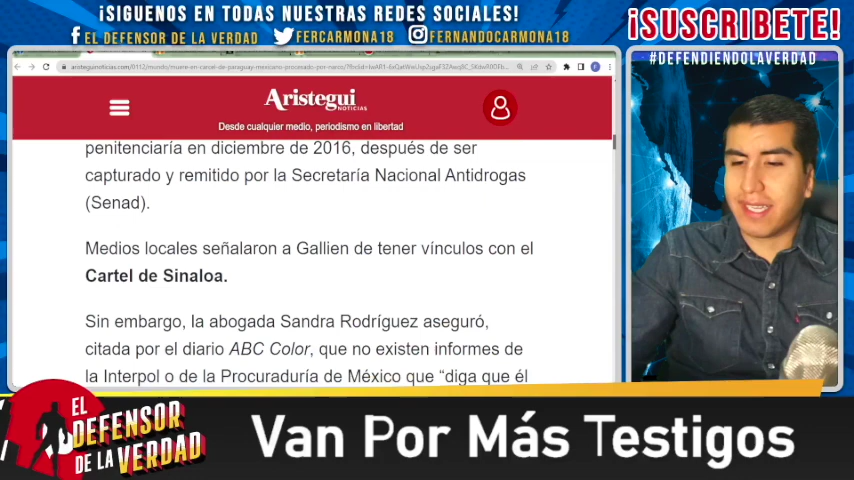 ¡SIGUENOS EN TODAS NUESTRAS REDES SOCIALES!
EL DEFENSOR DE LA VERDAD FERCARMONA18 FERNANDOCARMONA18
¡SUSCRIBETE!
#DEFENDIENDOLAVERDAD
Aristegui
NOTICIAS
Desde cualquier medio, periodismo en libertad
penitenciaría en diciembre de 2016, después de ser
capturado y remitido por la Secretaría Nacional Antidrogas
(Senad).
Medios locales señalaron a Gallien de tener vínculos con el
Cartel de Sinaloa.
Sin embargo, la abogada Sandra Rodríguez aseguró,
citada por el diario ABC Color, que no existen informes de
la Interpol o de la Procuraduría de México que “diga que él
EL
DEFENSOR
DE LA VERDAD
Van Por Más Testigos